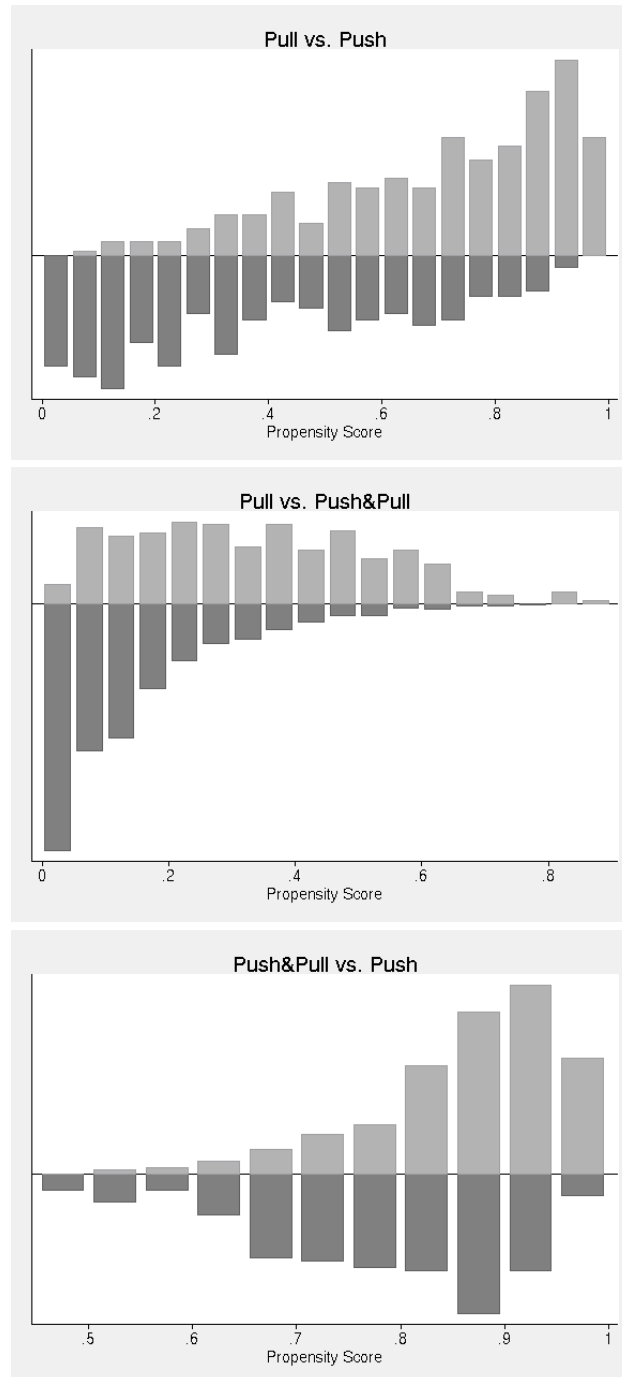 Pull vs. Push
0 .2 .4 .6 .8 1
Propensity Score
Pull vs. Push&Pull
0 .2 .4 .6 .8
Propensity Score
Push&Pull vs. Push
.5 .6 .7 .8 .9 1
Propensity Score